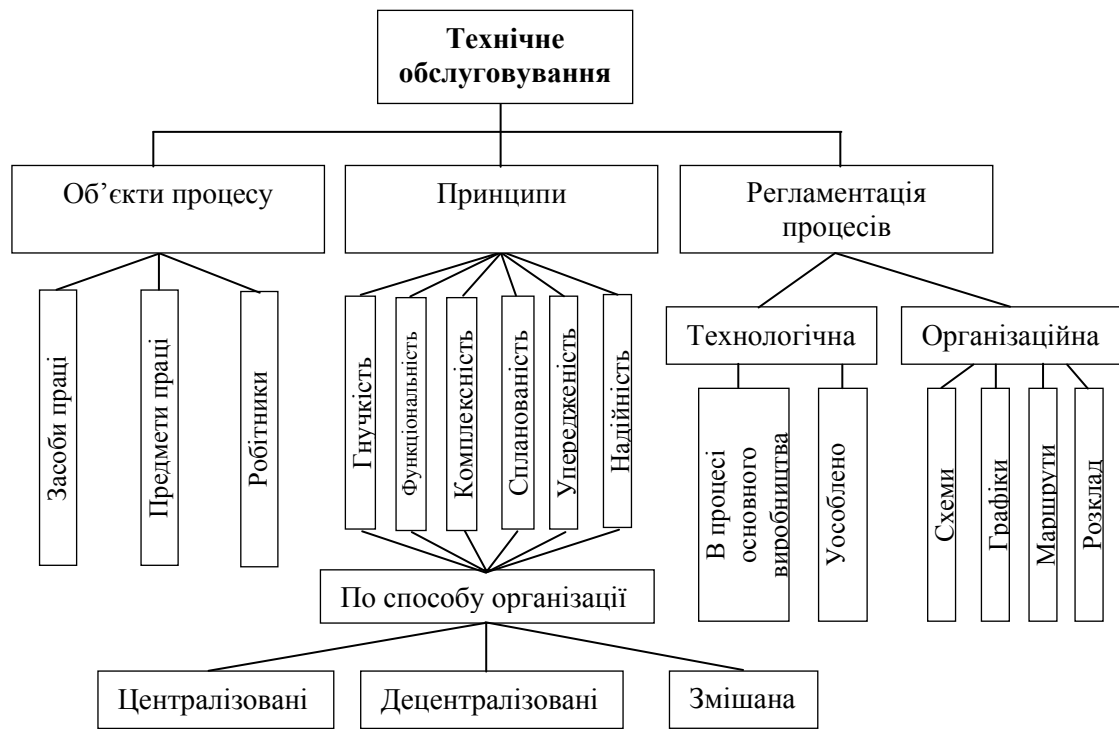 Технічне
обслуговування
Об’єкти процесу
Принципи
Регламентація
процесів
Засоби праці
Предмети праці
Робітники
Гнучкість
Функціональність
Комплексність
Спланованість
Упередженість
Надійність
Технологічна
Організаційна
В процесі
основного
виробництва
Уособлено
Схеми
Графіки
Маршрути
Розклад
По способу організації
Централізовані
Децентралізовані
Змішана